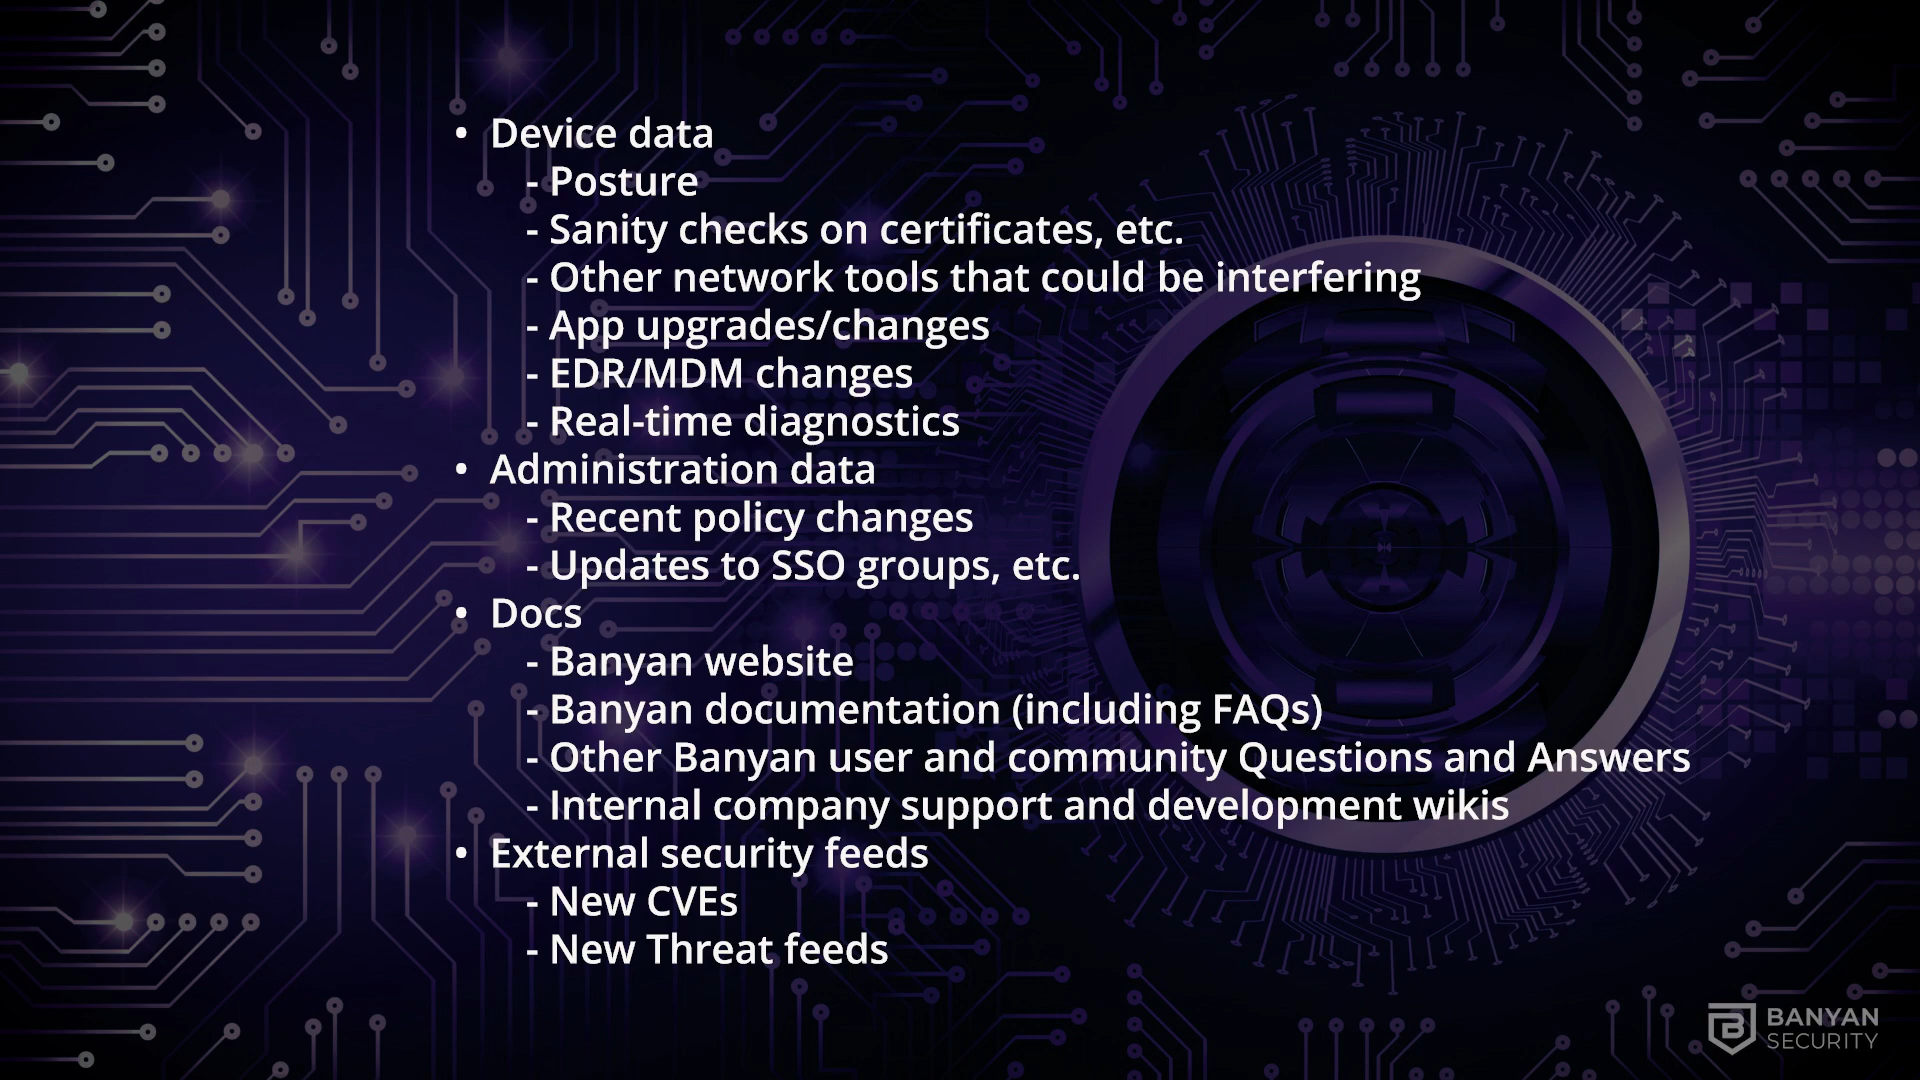 • Device data
- Posture
- Sanity checks on certificates, etc.
- Other network tools that could be interfering
- App upgrades/changes
- EDR/MDM changes
- Real-time diagnostics
• Administration data
- Recent policy changes
- Updates to SSO groups, etc.
• Docs
- Banyan website
- Banyan documentation (including FAQs)
- Other Banyan user and community Questions and Answers
- Internal company support and development wikis
• External security feeds
- New CVEs
- New Threat feeds
BANYAN
SECURITY